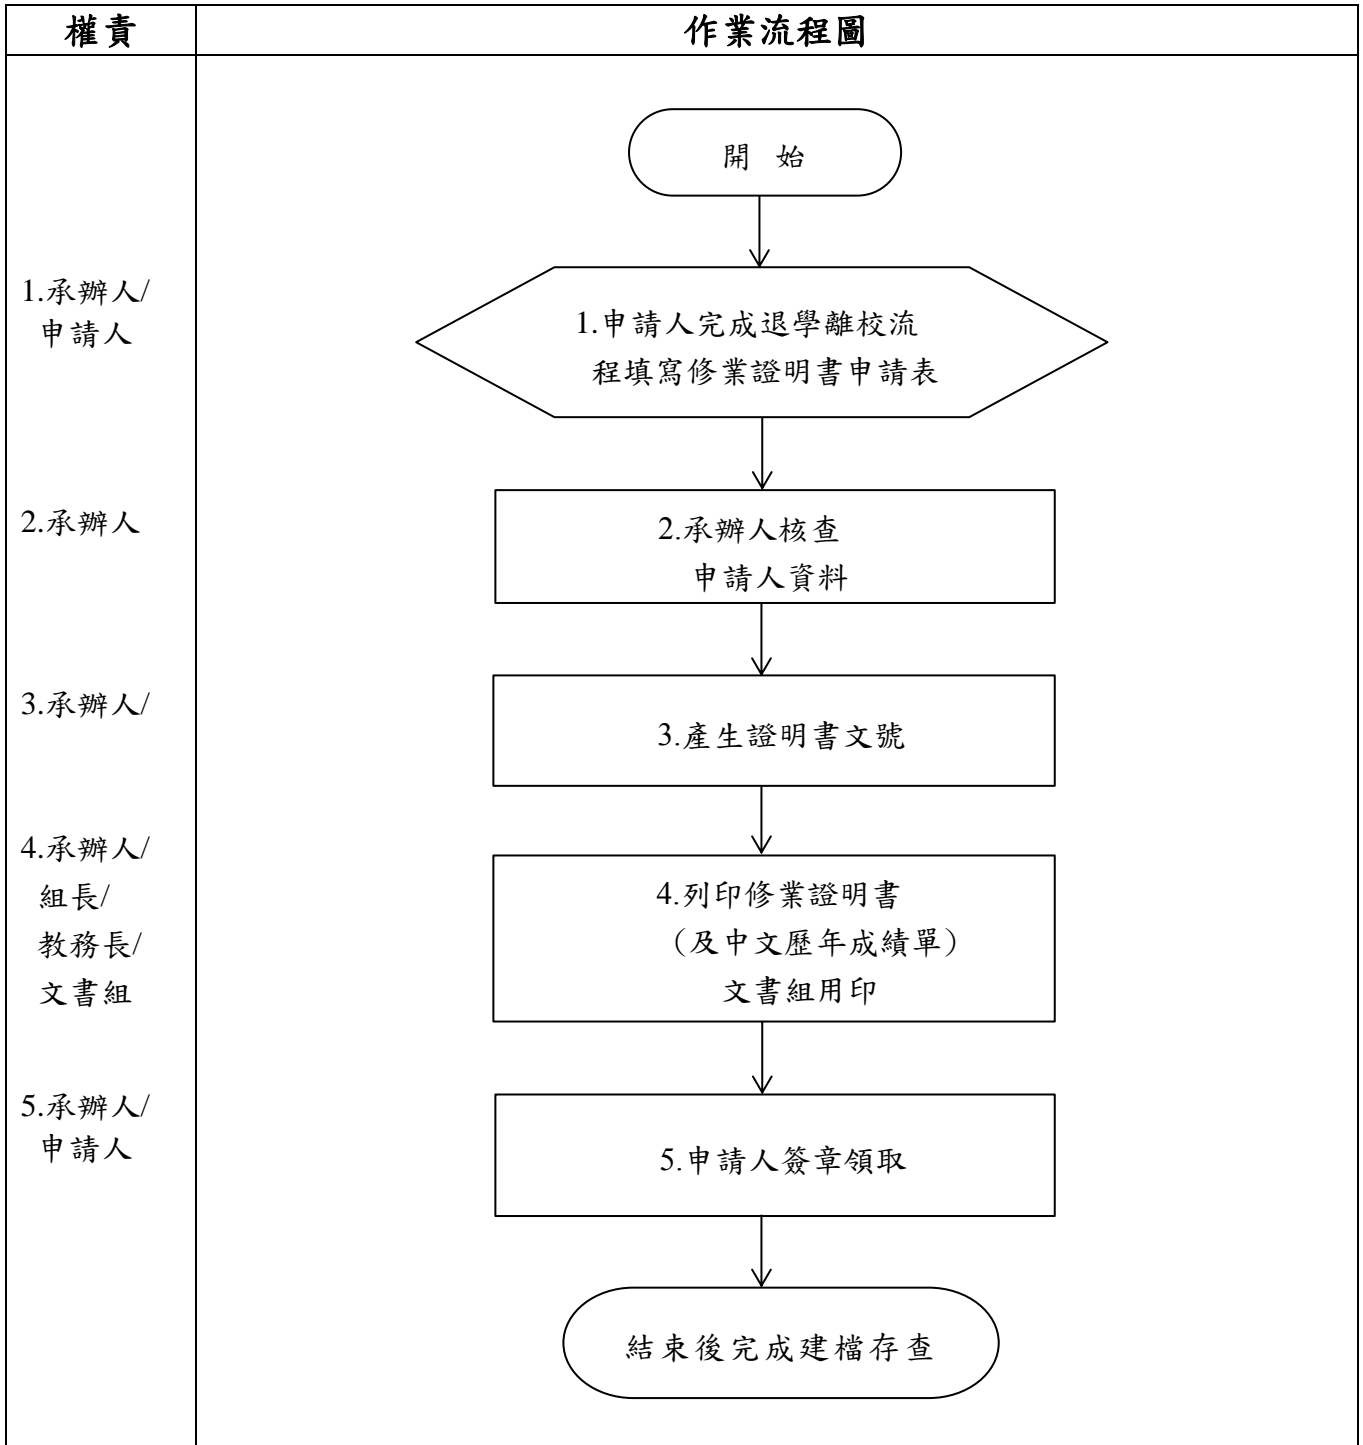 權責
作業流程圖
開 始
1.承辦人/
申請人
1.申請人完成退學離校流
程填寫修業證明書申請表
2.承辦人
2.承辦人核查
申請人資料
3.承辦人/
3.產生證明書文號
4.承辦人/
組長/
教務長/
文書組
4.列印修業證明書
（及中文歷年成績單）
文書組用印
5.承辦人/
申請人
5.申請人簽章領取
結束後完成建檔存查